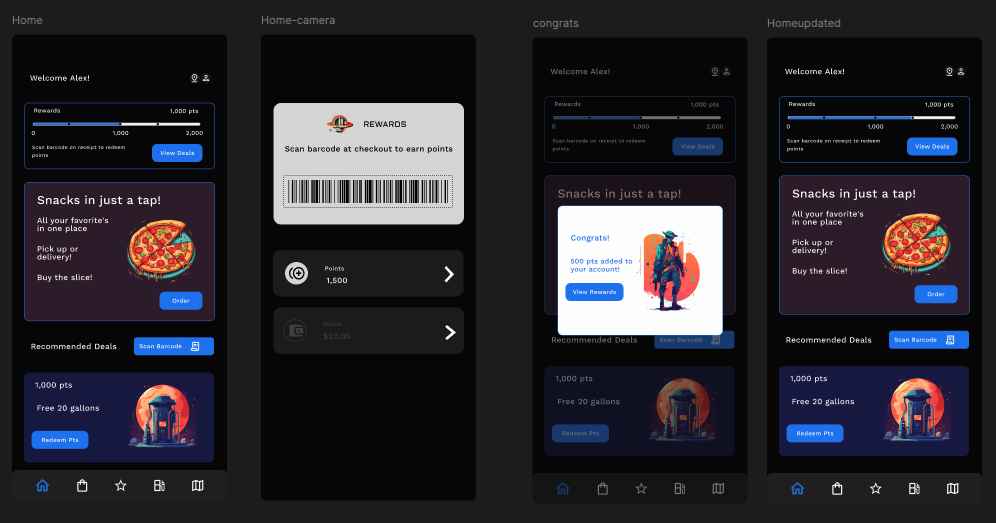 Home
Welcome Alex!
Rewards
1,000 pts
0
1,000
2,000
Scan barcode on receipt to redeem
points
View Deals
Snacks in just a tap!
All your favorite's
in one place
Pick up or
delivery!
Buy the slice!
Order
Recommended Deals
Scan Barcode
1,000 pts
Free 20 gallons
Redeem Pts
Home-camera
REWARDS
Scan barcode at checkout to earn points
Points
1,500
Wallet
$20.00
congrats
Welcome Alex!
Rewards
1,000 pts
0
1,000
2,000
Scan barcode on receipt to redeem
points
View Deals
Snacks in just a tap!
Congrats!
500 pts added to
your account!
View Rewards
Recommended Deals
Scan Barcode
1,000 pts
Free 20 gallons
Redeem Pts
Homeupdated
Welcome Alex!
Rewards
1,000 pts
0
1,000
2,000
Scan barcode on receipt to redeem
points
View Deals
Snacks in just a tap!
All your favorite's
in one place
Pick up or
delivery!
Buy the slice!
Order
Recommended Deals
Scan Barcode
1,000 pts
Free 20 gallons
Redeem Pts